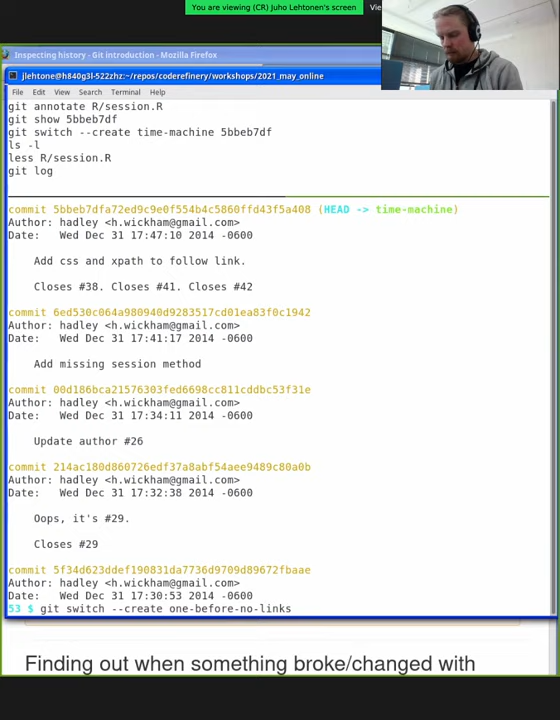 You are viewing (CR) Juho Lehtonen's screen
Inspecting history - Git introduction - Mozilla Firefox
jlehtone@h840g3l-522zhz:~/repos/coderefinery/workshops/2021_may_online
File Edit View Search Terminal Help
git annotate R/session.R
git show 5bbeb7df
git switch --create time-machine 5bbeb7df
ls -l
less R/session.R
git log
commit 5bbeb7dfa72ed9c9e0f554b4c5860ffd43f5a408 (HEAD -> time-machine)
Author: hadley <h.wickham@gmail.com>
Date: Wed Dec 31 17:47:10 2014 -0600
Add css and xpath to follow link.
Closes #38. Closes #41. Closes #42
commit 6ed530c064a980940d9283517cd01ea83f0c1942
Author: hadley <h.wickham@gmail.com>
Date: Wed Dec 31 17:41:17 2014 -0600
Add missing session method
commit 00d186bca21576303fed6698cc811cddbc53f31e
Author: hadley <h.wickham@gmail.com>
Date: Wed Dec 31 17:34:11 2014 -0600
Update author #26
commit 214ac180d860726edf37a8abf54aee9489c80a0b
Author: hadley <h.wickham@gmail.com>
Date: Wed Dec 31 17:32:38 2014 -0600
Oops, it's #29.
Closes #29
commit 5f34d623ddef190831da7736d9709d89672fbaae
Author: hadley <h.wickham@gmail.com>
Date: Wed Dec 31 17:30:53 2014 -0600
53 $ git switch --create one-before-no-links
Finding out when something broke/changed with